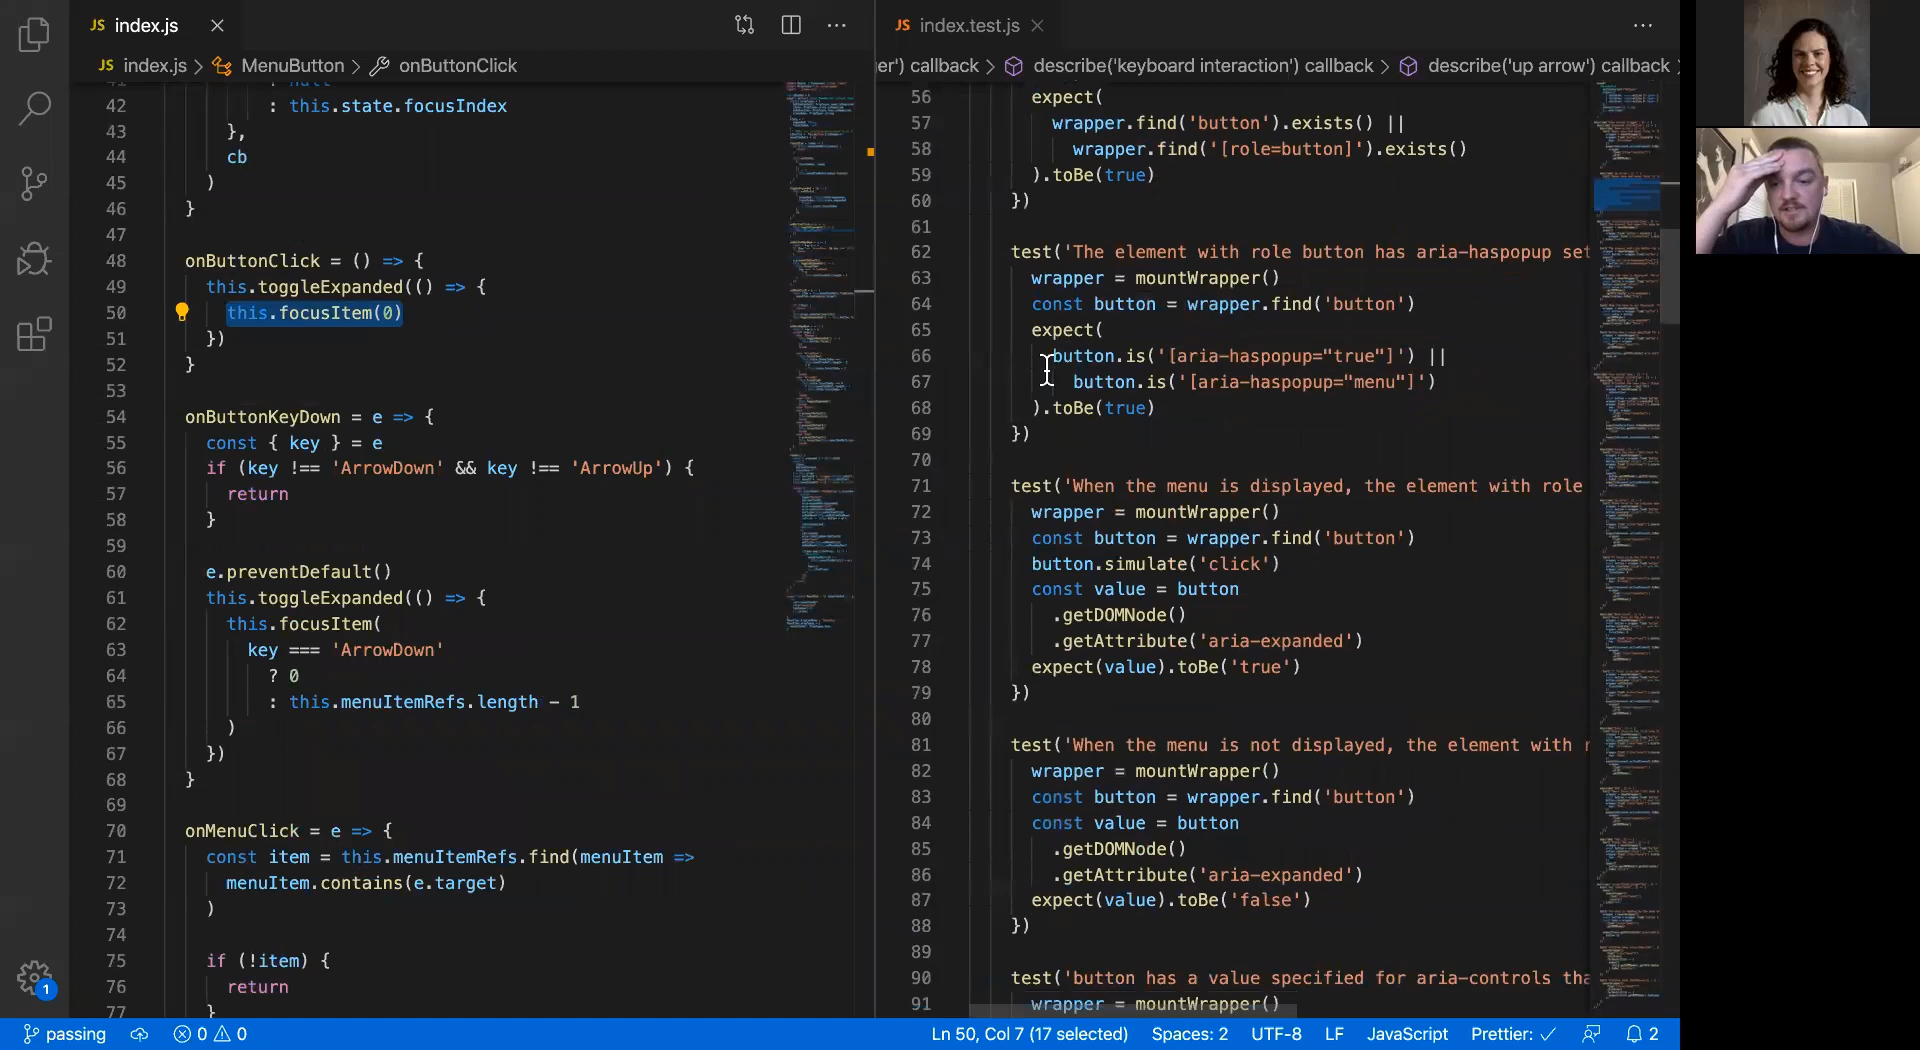 JS index.js
JS index.test.js
JS index.js > MenuButton > onButtonClick
er') callback > describe('keyboard interaction') callback > describe('up arrow') callback >
42 : this.state.focusIndex
43 },
44 cb
45 )
46 }
47
48 onButtonClick = () => {
49 this.toggleExpanded(() => {
50 this.focusItem(0)
51 })
52 }
53
54 onButtonKeyDown = e => {
55 const { key } = e
56 if (key !== 'ArrowDown' && key !== 'ArrowUp') {
57 return
58 }
59
60 e.preventDefault()
61 this.toggleExpanded(() => {
62 this.focusItem(
63 key === 'ArrowDown'
64 ? 0
65 : this.menuItemRefs.length - 1
66 )
67 })
68 }
69
70 onMenuClick = e => {
71 const item = this.menuItemRefs.find(menuItem =>
72 menuItem.contains(e.target)
73 )
74
75 if (!item) {
76 return
77 }
56 expect(
57 wrapper.find('button').exists() ||
58 wrapper.find('[role=button]').exists()
59 ).toBe(true)
60 })
61
62 test('The element with role button has aria-haspopup set
63 wrapper = mountWrapper()
64 const button = wrapper.find('button')
65 expect(
66 button.is('[aria-haspopup="true"]') ||
67 button.is('[aria-haspopup="menu"]')
68 ).toBe(true)
69 })
70
71 test('When the menu is displayed, the element with role
72 wrapper = mountWrapper()
73 const button = wrapper.find('button')
74 button.simulate('click')
75 const value = button
76 .getDOMNode()
77 .getAttribute('aria-expanded')
78 expect(value).toBe('true')
79 })
80
81 test('When the menu is not displayed, the element with r
82 wrapper = mountWrapper()
83 const button = wrapper.find('button')
84 const value = button
85 .getDOMNode()
86 .getAttribute('aria-expanded')
87 expect(value).toBe('false')
88 })
89
90 test('button has a value specified for aria-controls tha
91 wrapper = mountWrapper()
1
passing 0 0 Ln 50, Col 7 (17 selected) Spaces: 2 UTF-8 LF JavaScript Prettier: ✓ 2